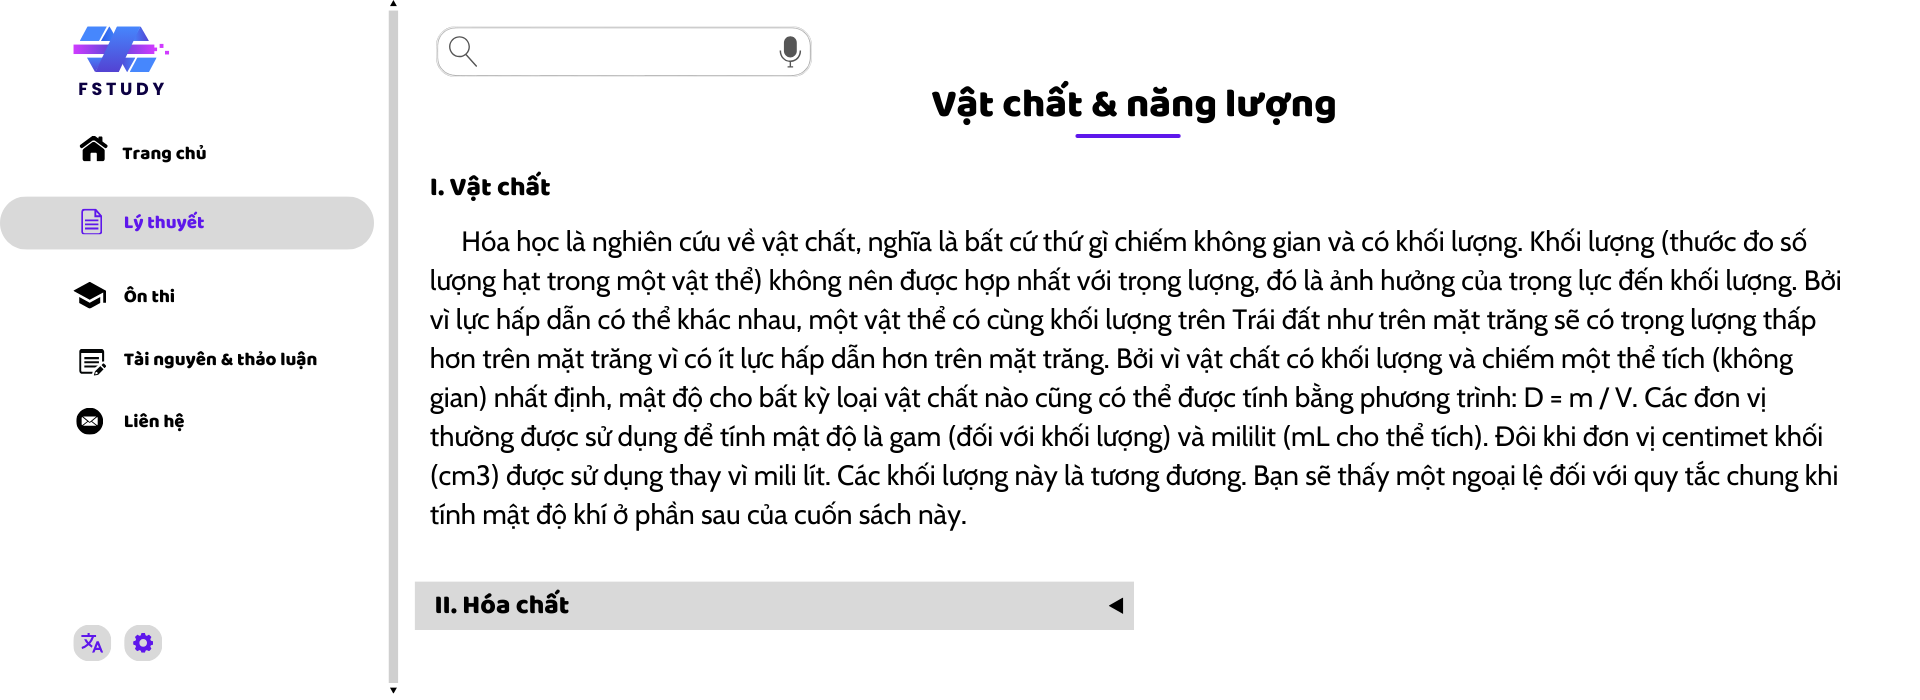 FSTUDY
Trang chủ
Lý thuyết
Ôn thi
Tài nguyên & thảo luận
Liên hệ
Vật chất & năng lượng
I. Vật chất
Hóa học là nghiên cứu về vật chất, nghĩa là bất cứ thứ gì chiếm không gian và có khối lượng. Khối lượng (thước đo số
lượng hạt trong một vật thể) không nên được hợp nhất với trọng lượng, đó là ảnh hưởng của trọng lực đến khối lượng. Bởi
vì lực hấp dẫn có thể khác nhau, một vật thể có cùng khối lượng trên Trái đất như trên mặt trăng sẽ có trọng lượng thấp
hơn trên mặt trăng vì có ít lực hấp dẫn hơn trên mặt trăng. Bởi vì vật chất có khối lượng và chiếm một thể tích (không
gian) nhất định, mật độ cho bất kỳ loại vật chất nào cũng có thể được tính bằng phương trình: D = m / V. Các đơn vị
thường được sử dụng để tính mật độ là gam (đối với khối lượng) và mililit (mL cho thể tích). Đôi khi đơn vị centimet khối
(cm3) được sử dụng thay vì mili lít. Các khối lượng này là tương đương. Bạn sẽ thấy một ngoại lệ đối với quy tắc chung khi
tính mật độ khí ở phần sau của cuốn sách này.
II. Hóa chất